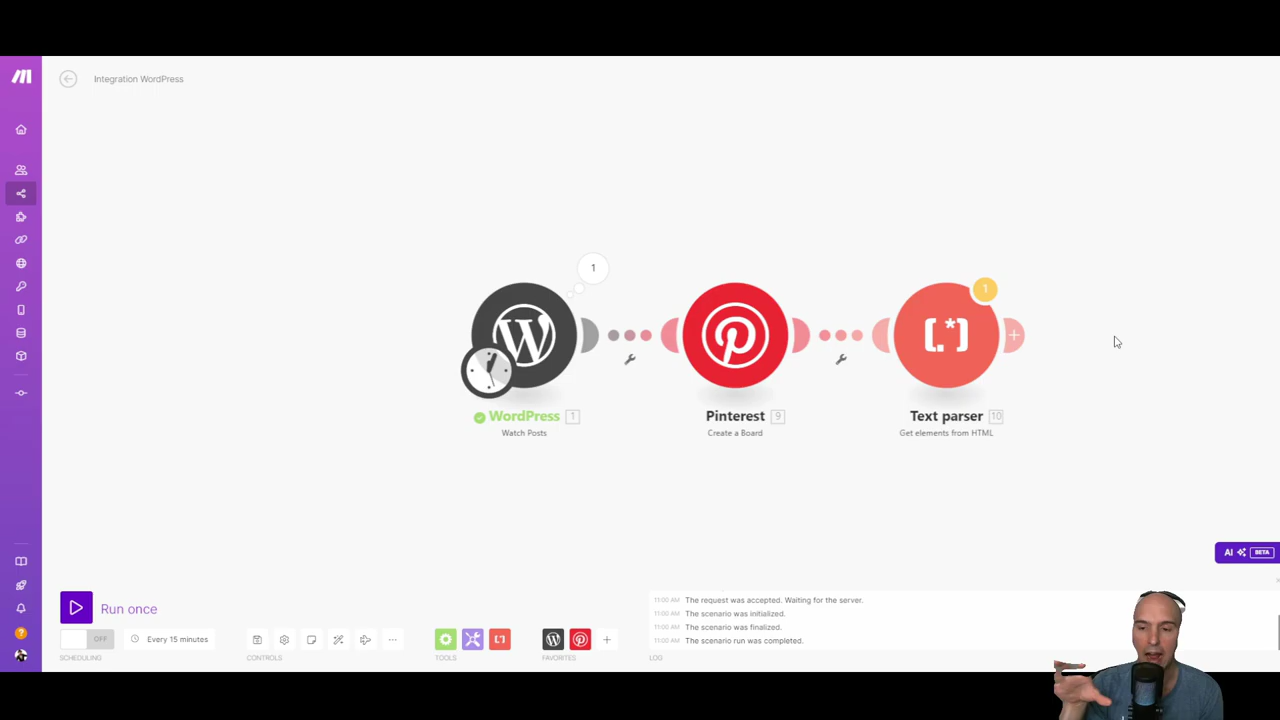 Integration WordPress
1
1
WordPress 1
Watch Posts
Pinterest 9
Create a Board
Text parser 10
Get elements from HTML
AI BETA
Run once
OFF
Every 15 minutes
SCHEDULING
CONTROLS
TOOLS
FAVORITES
11:00 AM The request was accepted. Waiting for the server.
11:00 AM The scenario was initialized.
11:00 AM The scenario was finalized.
11:00 AM The scenario run was completed.
LOG